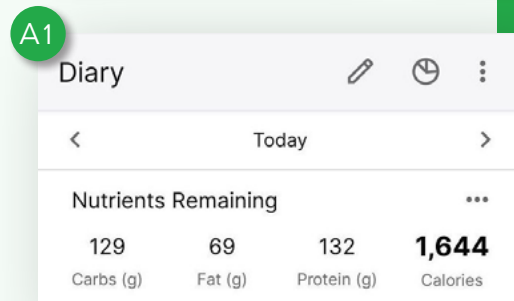 A1
Diary
Today
Nutrients Remaining
129 69 132 1,644
Carbs (g) Fat (g) Protein (g) Calories